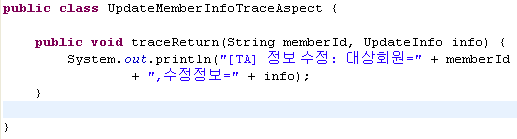 public class UpdateMemberInfoTraceAspect {
public void traceReturn(String memberId, UpdateInfo info) {
System.out.println("[TA] 정보 수정: 대상회원=" + memberId
+ ",수정정보=" + info);
}
}